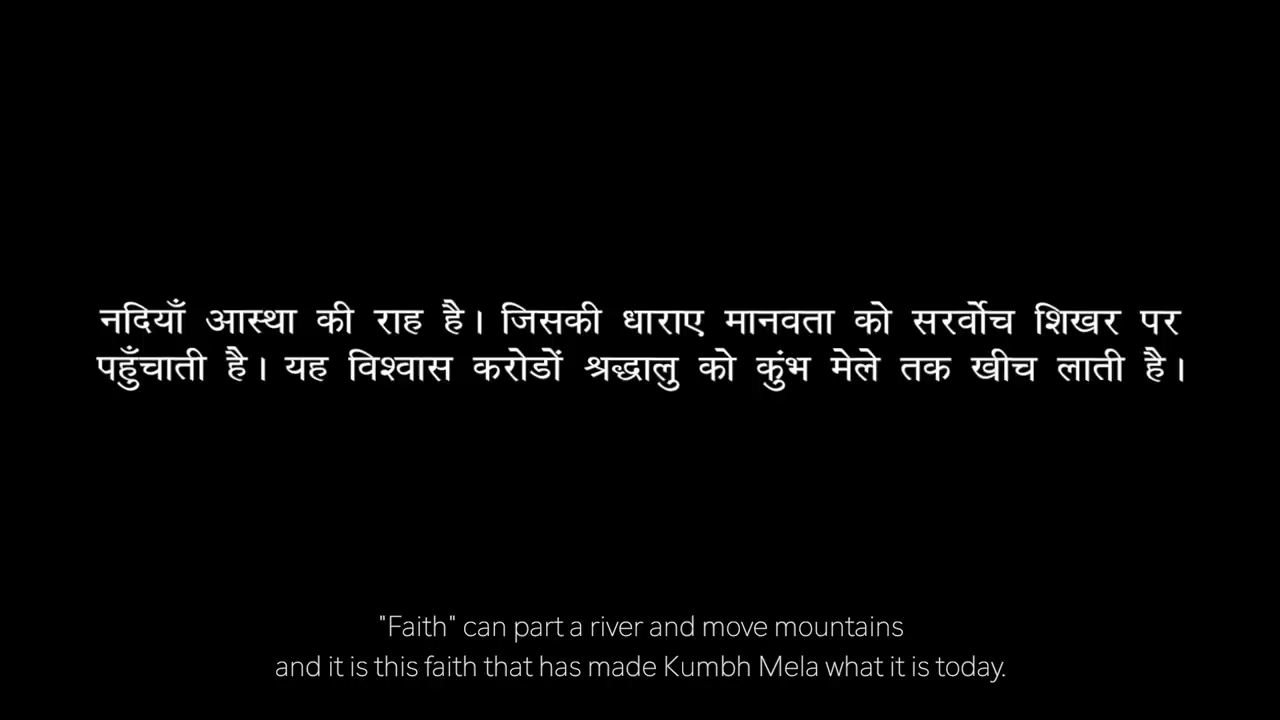 नदियाँ आस्था की राह है। जिसकी धाराए मानवता को सरर्वोच शिखर पर
पहुँचाती है। यह विश्वास करोडों श्रद्धालु को कुंभ मेले तक खीच लाती है।
"Faith" can part a river and move mountains
and it is this faith that has made Kumbh Mela what it is today.